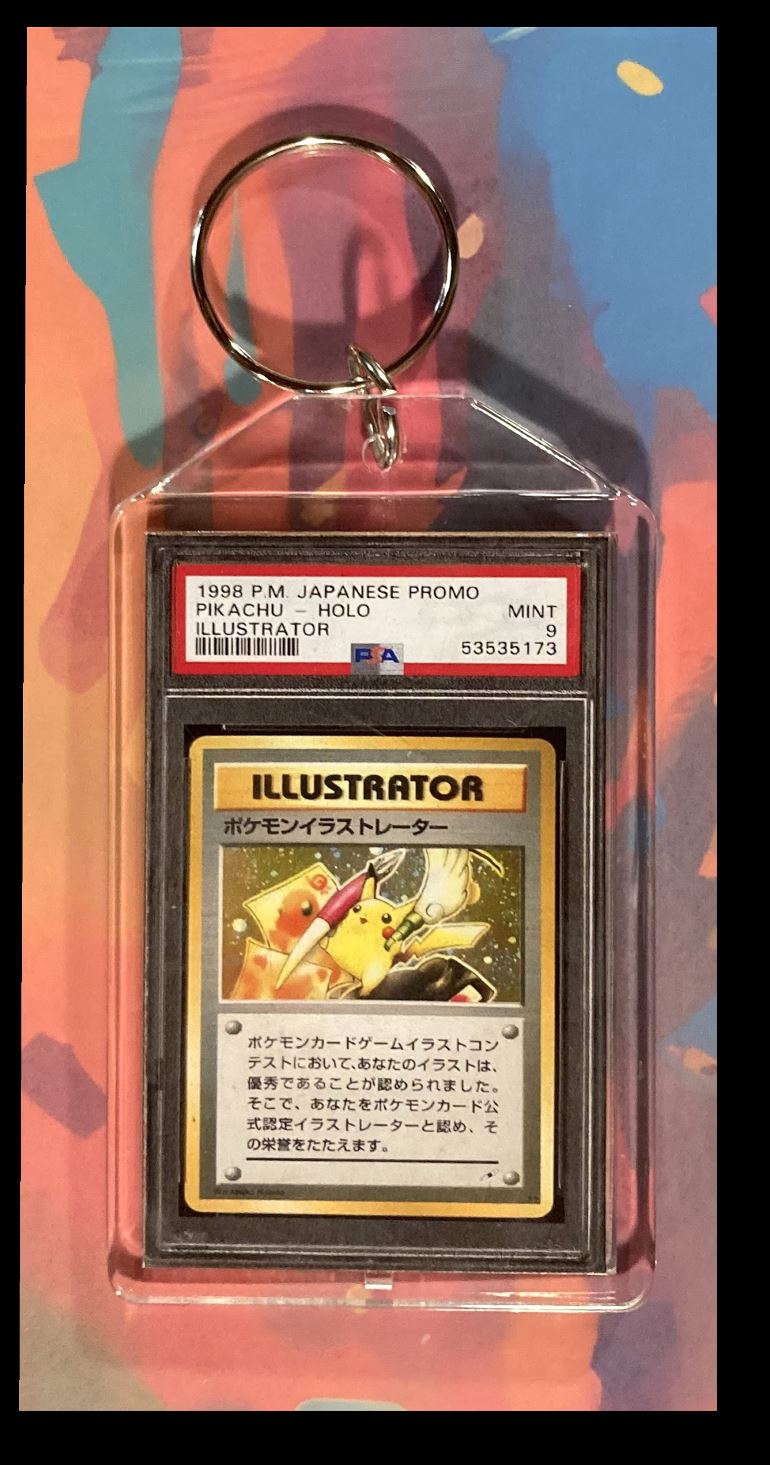 1998 P.M. JAPANESE PROMO
PIKACHU - HOLO MINT
ILLUSTRATOR 9
PSA 53535173
ILLUSTRATOR
ポケモンイラストレーター
ポケモンカードゲームイラストコン
テストにおいて、あなたのイラストは、
優秀であることが認められました。
そこで、あなたをポケモンカード公
式認定イラストレーターと認め、そ
の栄誉をたたえます。